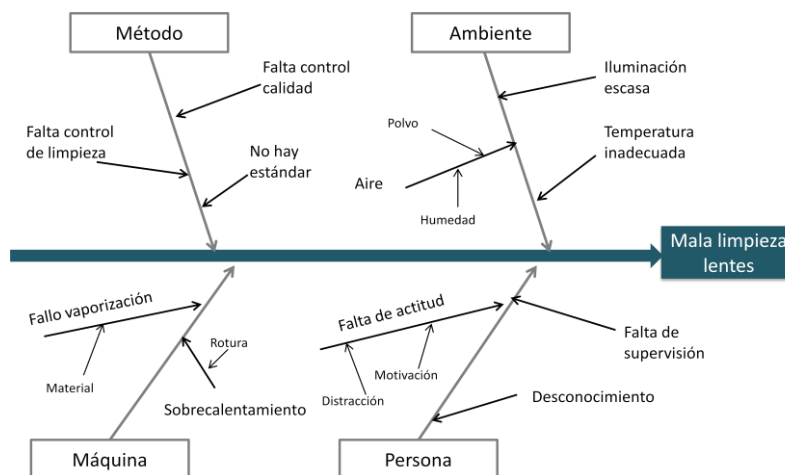 Método
Ambiente
Falta control
calidad
Iluminación
escasa
Falta control
de limpieza
No hay
estándar
Polvo
Temperatura
inadecuada
Aire
Humedad
Mala limpieza
lentes
Fallo vaporización
Material
Rotura
Sobrecalentamiento
Falta de actitud
Motivación
Distracción
Falta de
supervisión
Desconocimiento
Máquina
Persona